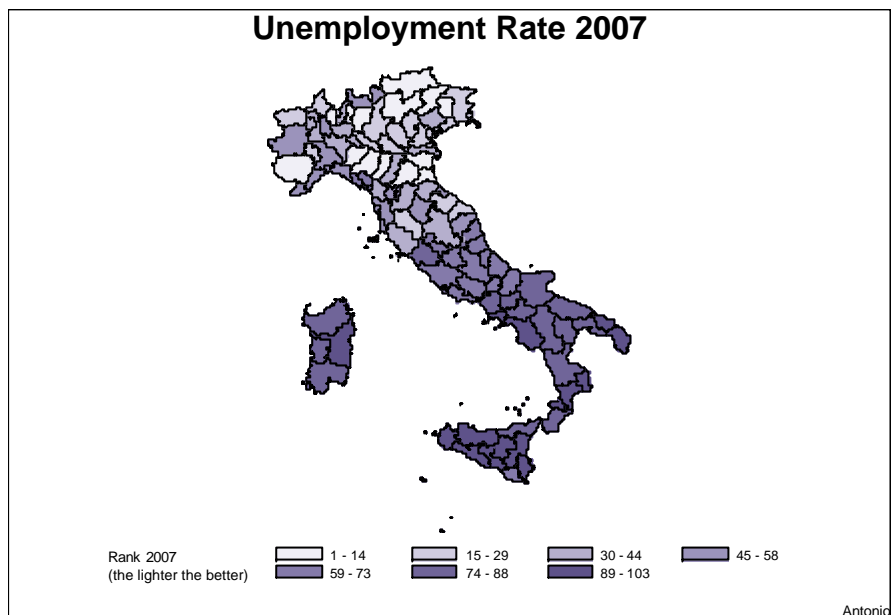 Unemployment Rate 2007
Rank 2007
(the lighter the better)
1 - 14
15 - 29
30 - 44
45 - 58
59 - 73
74 - 88
89 - 103
Antonio